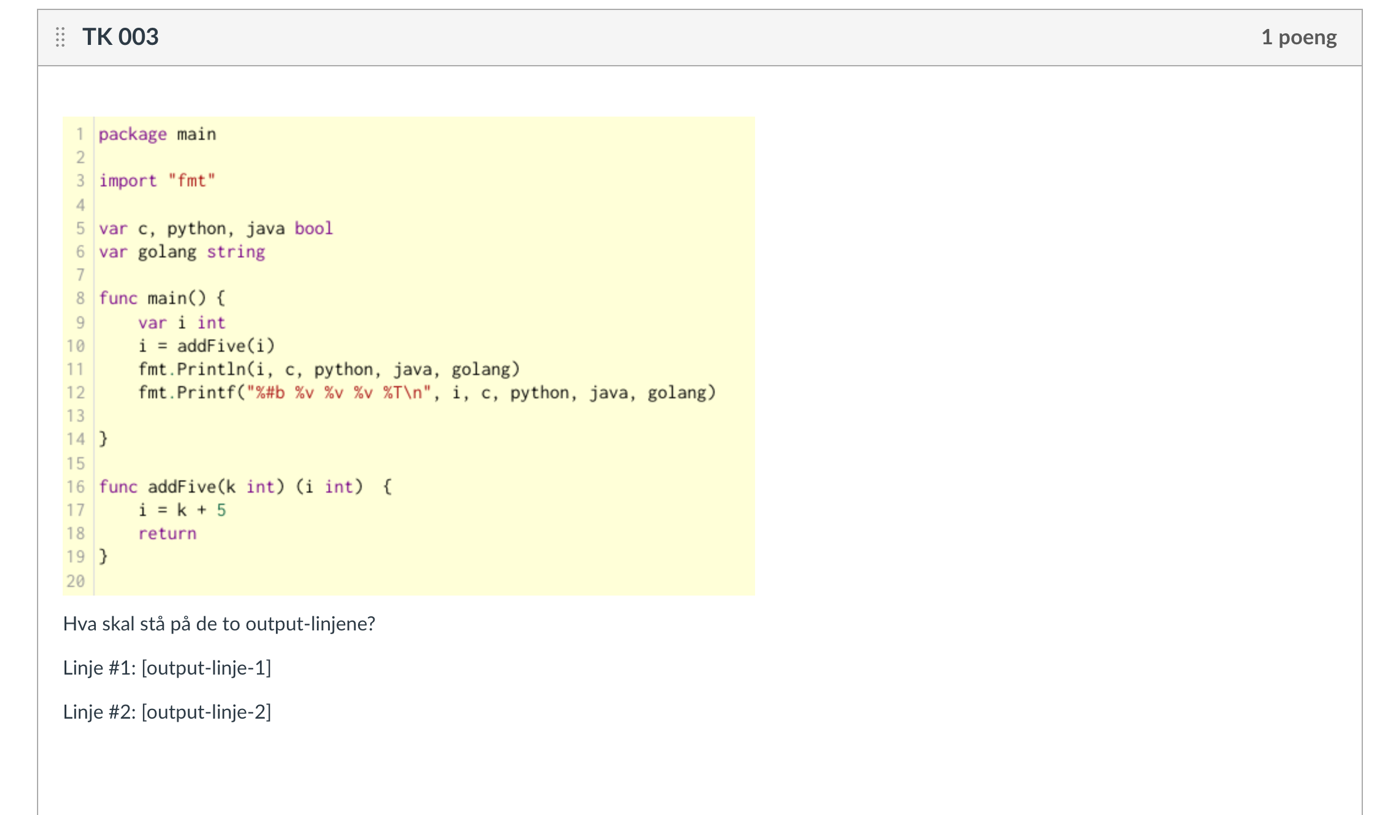 TK 003 1 poeng
1 package main
2
3 import "fmt"
4
5 var c, python, java bool
6 var golang string
7
8 func main() {
9     var i int
10     i = addFive(i)
11     fmt.Println(i, c, python, java, golang)
12     fmt.Printf("%#b %v %v %v %T\n", i, c, python, java, golang)
13
14 }
15
16 func addFive(k int) (i int)  {
17     i = k + 5
18     return
19 }
20
Hva skal stå på de to output-linjene?
Linje #1: [output-linje-1]
Linje #2: [output-linje-2]